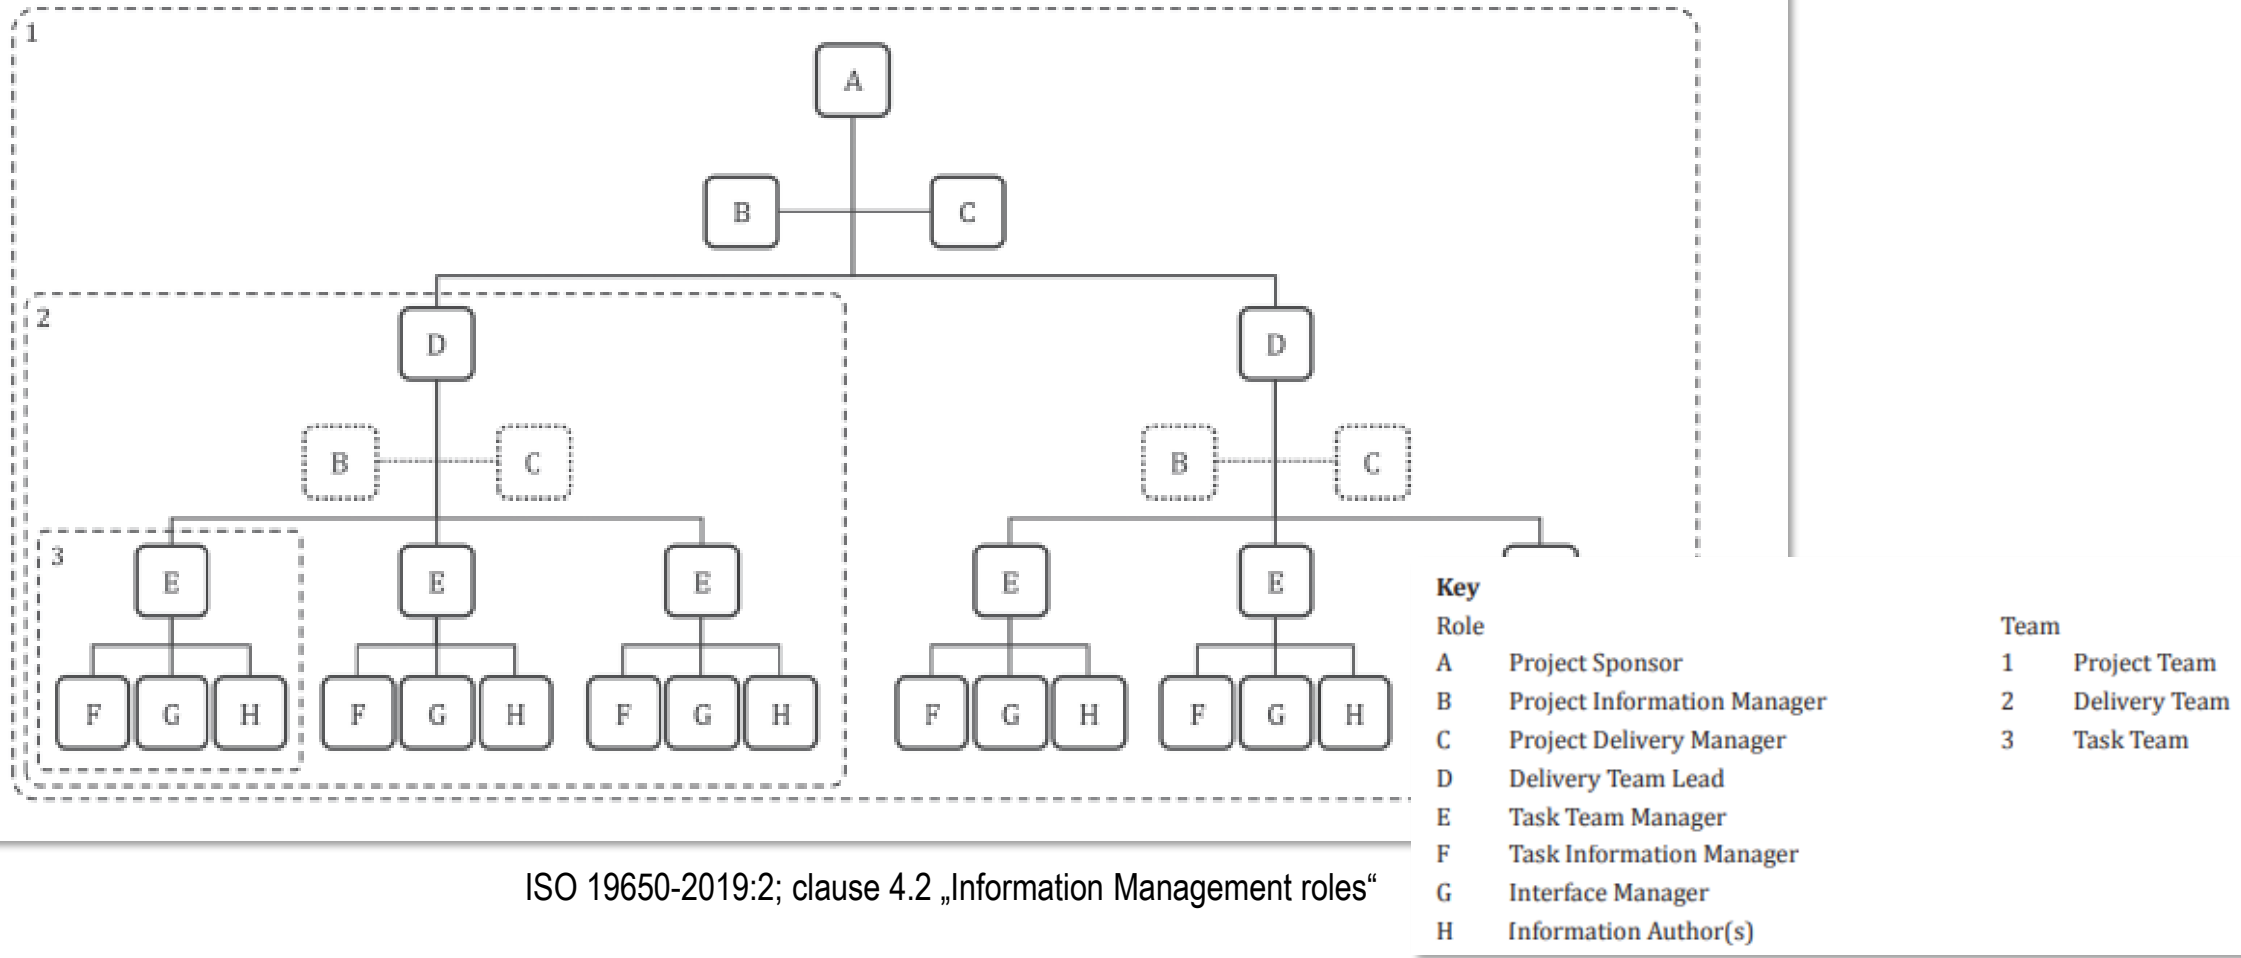 1
A
B C
2
D D
B C B C
3
E E E E E
F G H F G H F G H F G H F G H
Key
Role Team
A Project Sponsor 1 Project Team
B Project Information Manager 2 Delivery Team
C Project Delivery Manager 3 Task Team
D Delivery Team Lead
E Task Team Manager
F Task Information Manager
G Interface Manager
H Information Author(s)
ISO 19650-2019:2; clause 4.2 „Information Management roles“